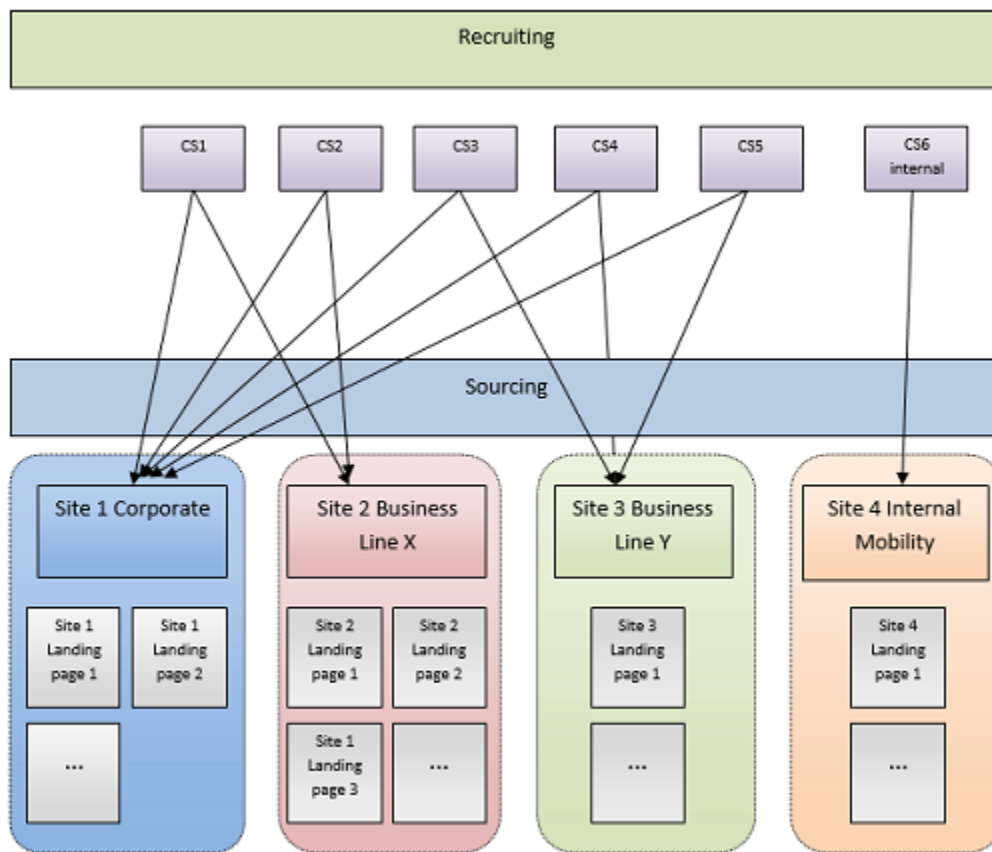 Recruiting
CS1
CS2
CS3
CS4
CS5
CS6
internal
Sourcing
Site 1 Corporate
Site 2 Business
Line X
Site 3 Business
Line Y
Site 4 Internal
Mobility
Site 1
Landing
page 1
Site 1
Landing
page 2
...
Site 2
Landing
page 1
Site 2
Landing
page 2
Site 1
Landing
page 3
...
Site 3
Landing
page 1
...
Site 4
Landing
page 1
...